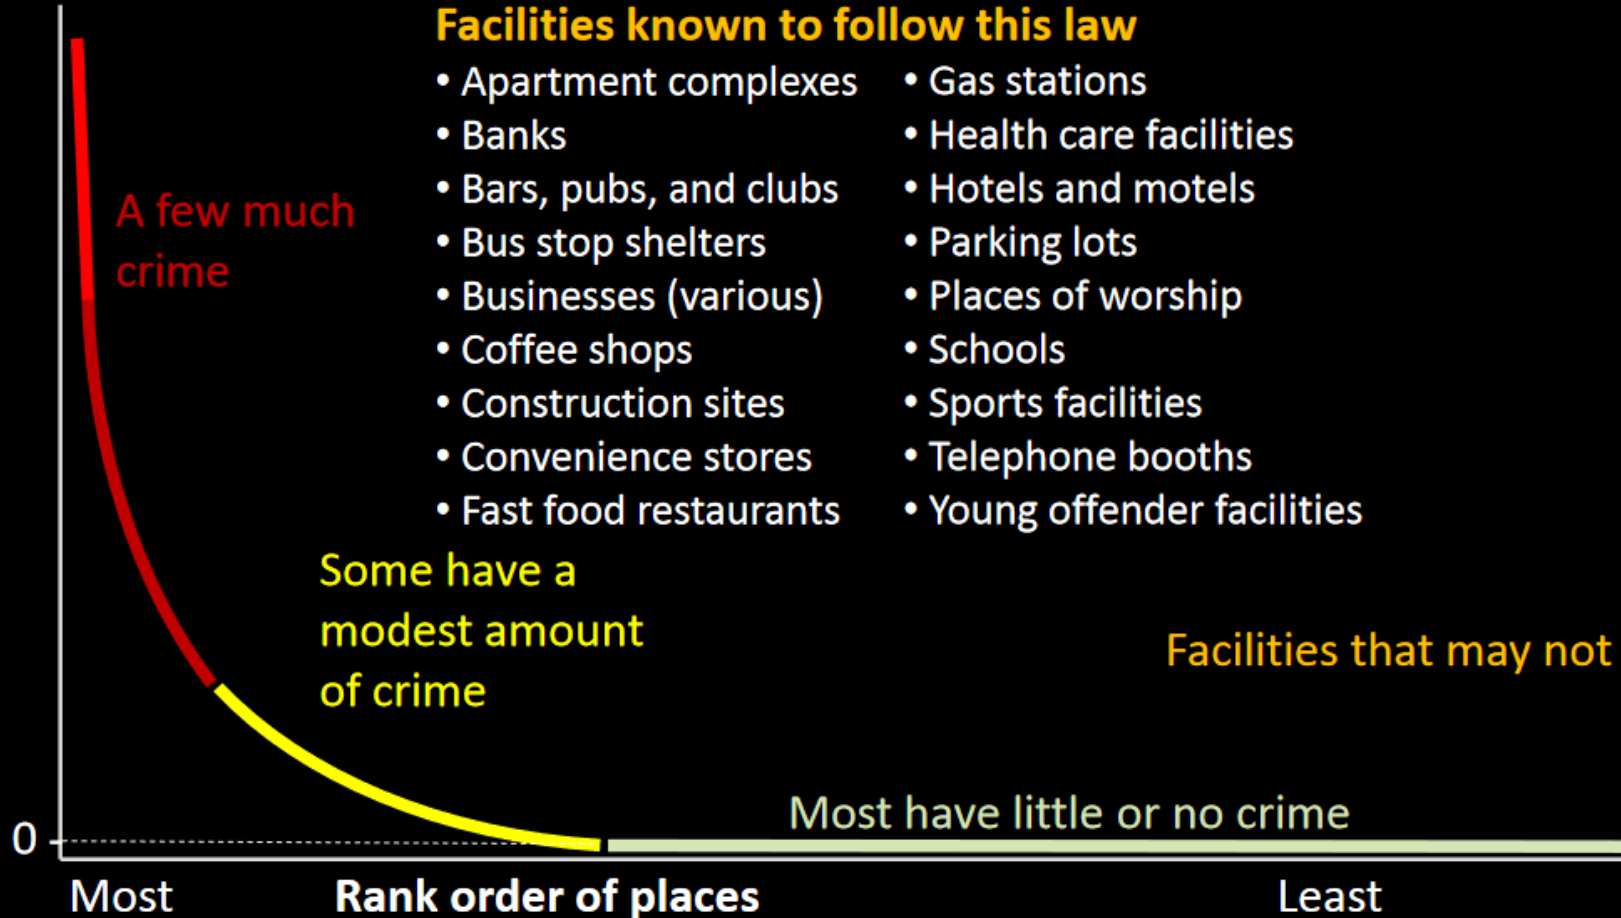 Facilities known to follow this law
• Apartment complexes
• Banks
• Bars, pubs, and clubs
• Bus stop shelters
• Businesses (various)
• Coffee shops
• Construction sites
• Convenience stores
• Fast food restaurants
• Gas stations
• Health care facilities
• Hotels and motels
• Parking lots
• Places of worship
• Schools
• Sports facilities
• Telephone booths
• Young offender facilities
A few much
crime
Some have a
modest amount
of crime
Facilities that may not
Most have little or no crime
0
Most
Rank order of places
Least